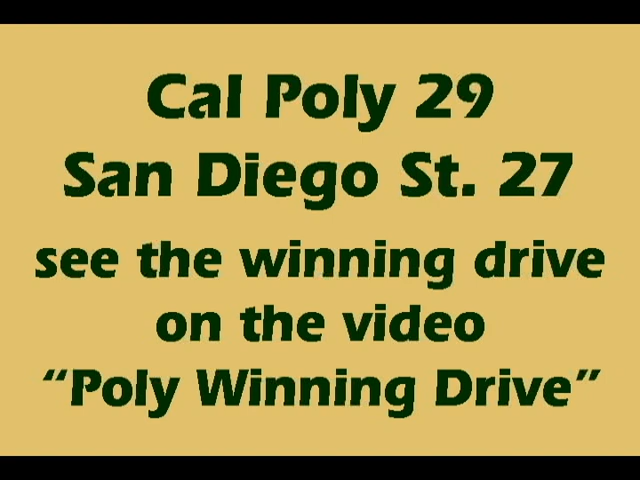 Cal Poly 29
San Diego St. 27
see the winning drive
on the video
“Poly Winning Drive”